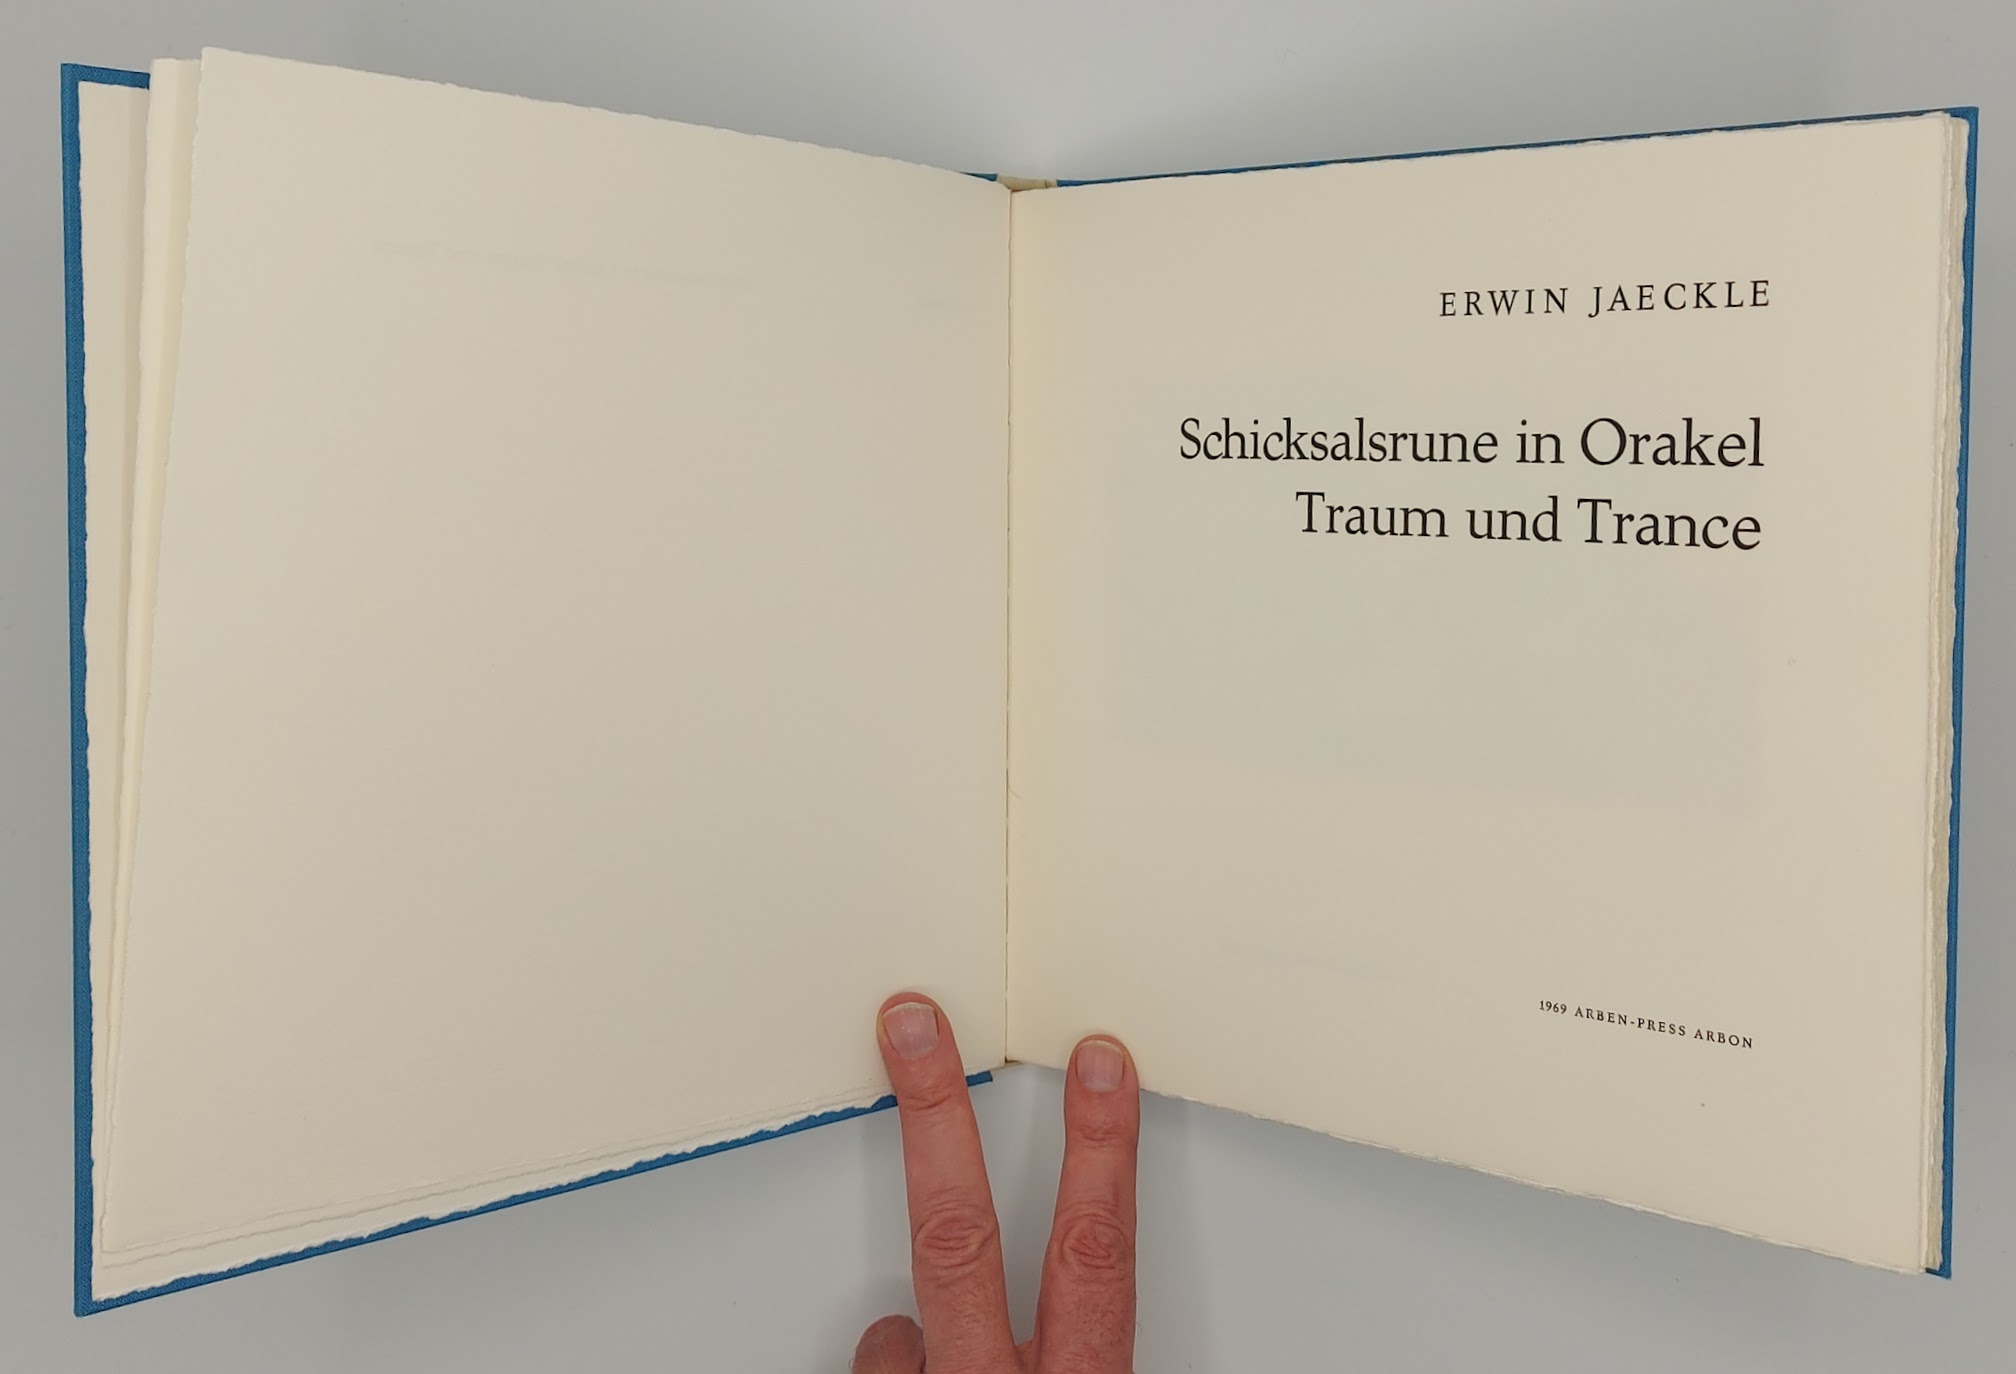 ERWIN JAECKLE
Schicksalsrune in Orakel
Traum und Trance
1969 ARBEN-PRESS ARBON